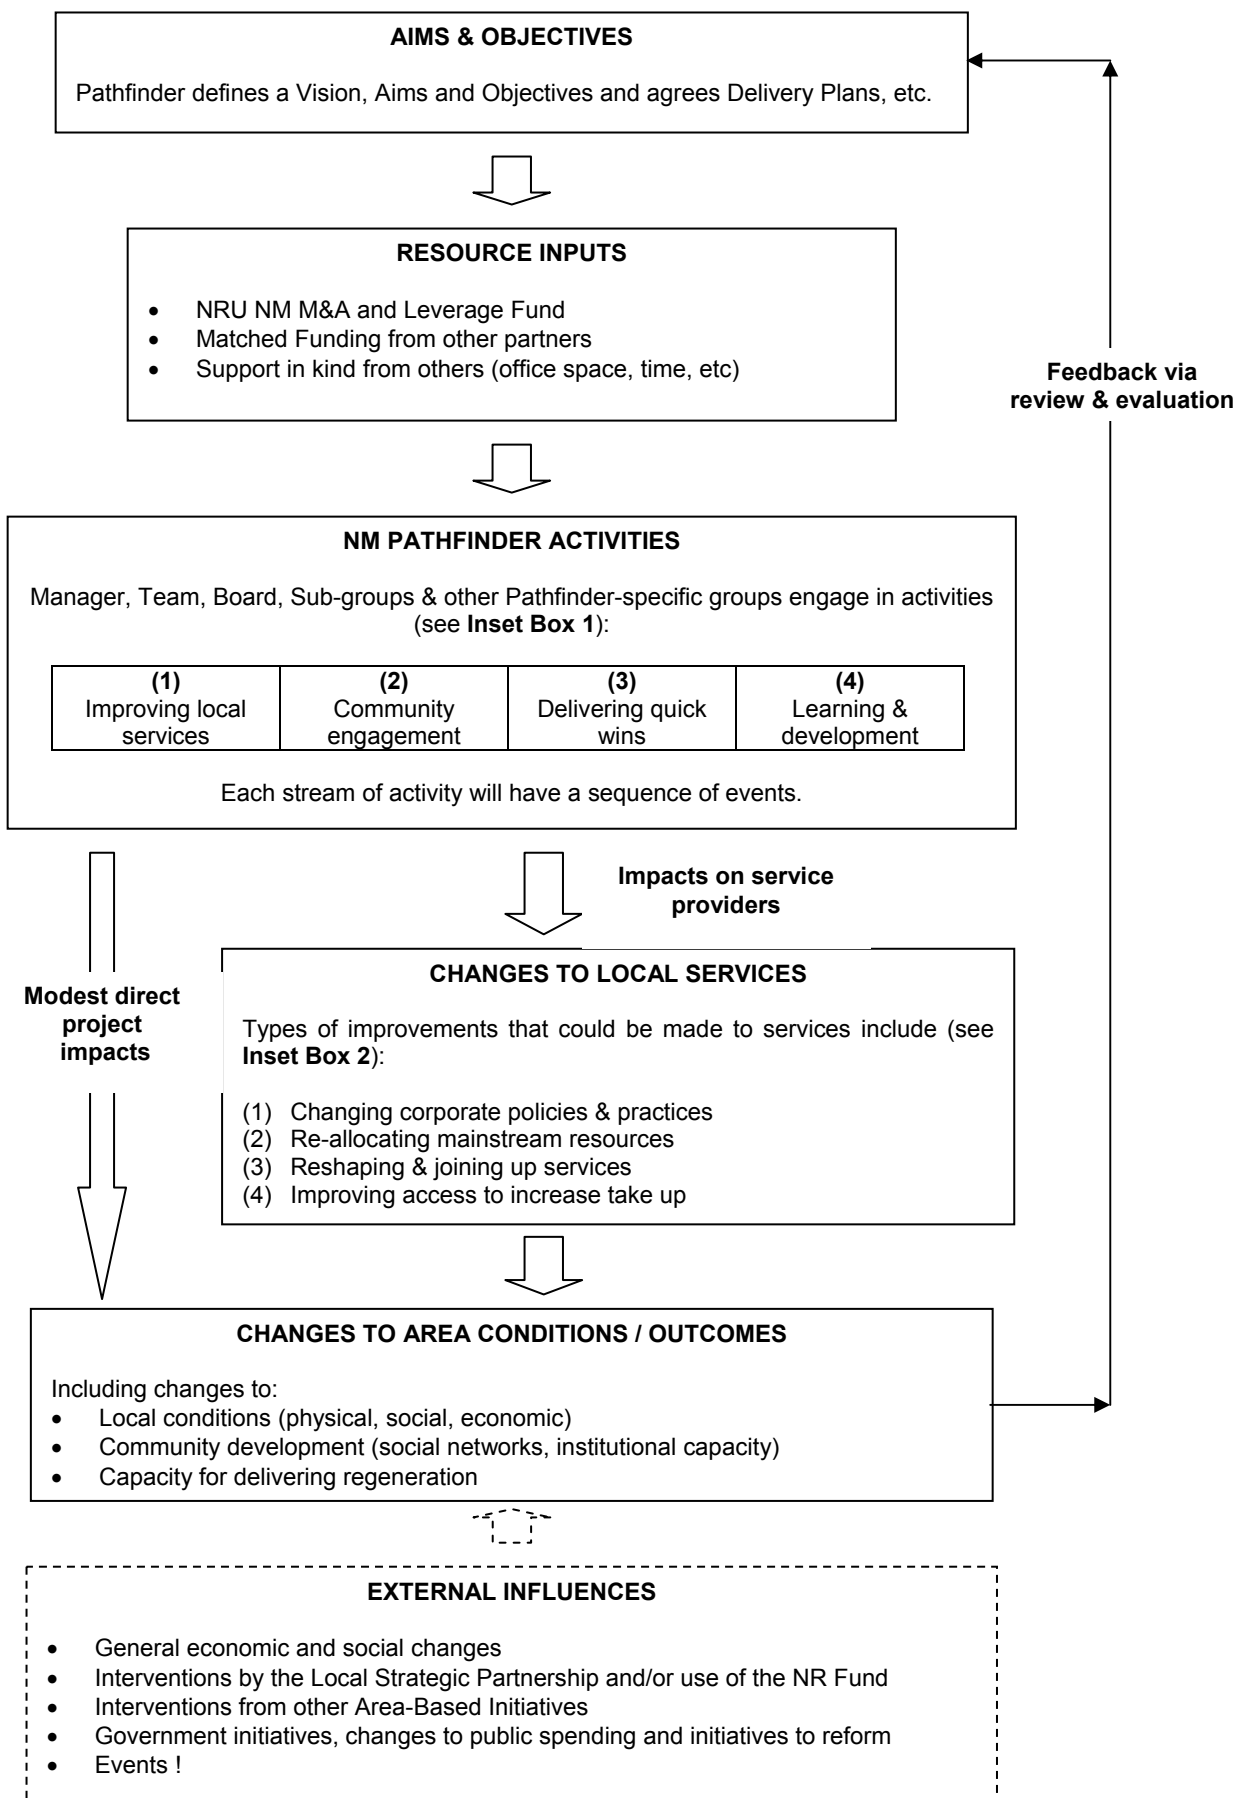 AIMS & OBJECTIVES
Pathfinder defines a Vision, Aims and Objectives and agrees Delivery Plans, etc.
RESOURCE INPUTS
• NRU NM M&A and Leverage Fund
• Matched Funding from other partners
• Support in kind from others (office space, time, etc)
Feedback via
review & evaluation
NM PATHFINDER ACTIVITIES
Manager, Team, Board, Sub-groups & other Pathfinder-specific groups engage in activities
(see Inset Box 1):
(1)
Improving local
services
(2)
Community
engagement
(3)
Delivering quick
wins
(4)
Learning &
development
Each stream of activity will have a sequence of events.
Impacts on service
providers
Modest direct
project
impacts
CHANGES TO LOCAL SERVICES
Types of improvements that could be made to services include (see
Inset Box 2):
(1) Changing corporate policies & practices
(2) Re-allocating mainstream resources
(3) Reshaping & joining up services
(4) Improving access to increase take up
CHANGES TO AREA CONDITIONS / OUTCOMES
Including changes to:
• Local conditions (physical, social, economic)
• Community development (social networks, institutional capacity)
• Capacity for delivering regeneration
EXTERNAL INFLUENCES
• General economic and social changes
• Interventions by the Local Strategic Partnership and/or use of the NR Fund
• Interventions from other Area-Based Initiatives
• Government initiatives, changes to public spending and initiatives to reform
• Events !